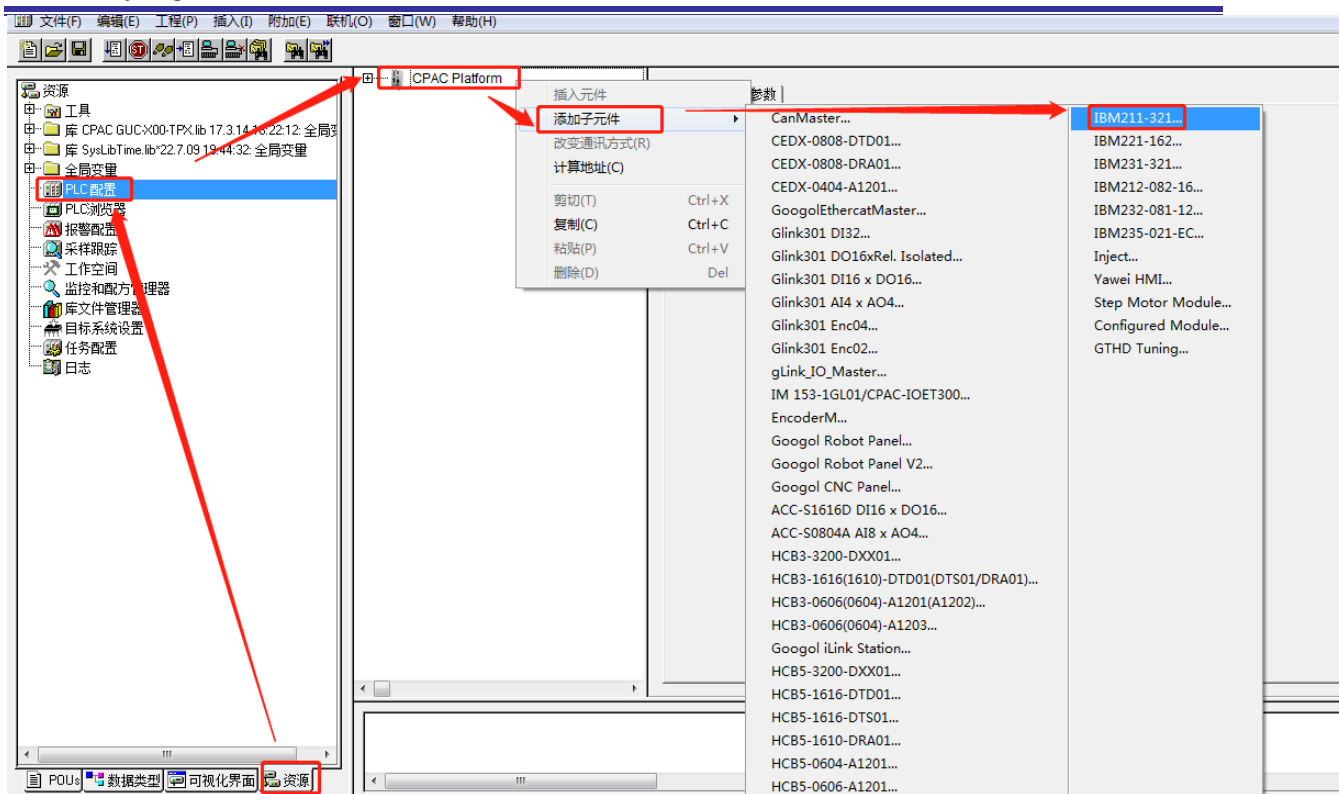 文件(F) 编辑(E) 工程(P) 插入(I) 附加(E) 联机(O) 窗口(W) 帮助(H)
资源
工具
库 CPAC GUC-X00-TPX.lib 17.3.14 16:22:12: 全局变
库 SysLibTime.lib*22.7.09 19:44:32: 全局变量
全局变量
PLC 配置
PLC浏览器
报警配置
采样跟踪
工作空间
监控和配方管理器
库文件管理器
目标系统设置
任务配置
日志
POUs 数据类型 可视化界面 资源
CPAC Platform
参数
插入元件
添加子元件
改变通讯方式(R)
计算地址(C)
剪切(T) Ctrl+X
复制(C) Ctrl+C
粘贴(P) Ctrl+V
删除(D) Del
CanMaster...
CEDX-0808-DTD01...
CEDX-0808-DRA01...
CEDX-0404-A1201...
GoogolEthercatMaster...
Glink301 DI32...
Glink301 DO16xRel. Isolated...
Glink301 DI16 x DO16...
Glink301 AI4 x AO4...
Glink301 Enc04...
Glink301 Enc02...
gLink_IO_Master...
IM 153-1GL01/CPAC-IOET300...
EncoderM...
Googol Robot Panel...
Googol Robot Panel V2...
Googol CNC Panel...
ACC-S1616D DI16 x DO16...
ACC-S0804A AI8 x AO4...
HCB3-3200-DXX01...
HCB3-1616(1610)-DTD01(DTS01/DRA01)...
HCB3-0606(0604)-A1201(A1202)...
HCB3-0606(0604)-A1203...
Googol iLink Station...
HCB5-3200-DXX01...
HCB5-1616-DTD01...
HCB5-1616-DTS01...
HCB5-1610-DRA01...
HCB5-0604-A1201...
HCB5-0606-A1201...
IBM211-321...
IBM221-162...
IBM231-321...
IBM212-082-16...
IBM232-081-12...
IBM235-021-EC...
Inject...
Yawei HMI...
Step Motor Module...
Configured Module...
GTHD Tuning...